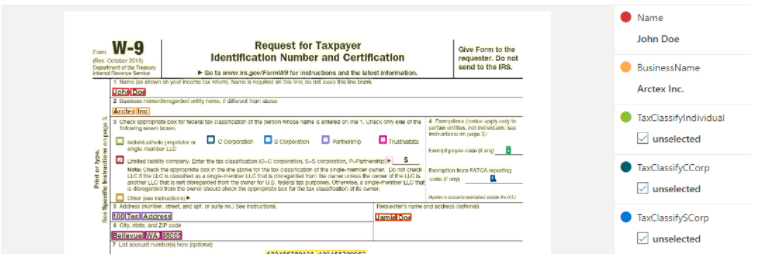 Form W-9
(Rev. October 2018)
Department of the Treasury
Internal Revenue Service
Request for Taxpayer
Identification Number and Certification
▶ Go to www.irs.gov/FormW9 for instructions and the latest information.
Give Form to the
requester. Do not
send to the IRS.
1 Name (as shown on your income tax return). Name is required on this line; do not leave this line blank.
John Doe
2 Business name/disregarded entity name, if different from above
Arctex Inc.
3 Check appropriate box for federal tax classification of the person whose name is entered on line 1. Check only one of the
following seven boxes.
Individual/sole proprietor or
single-member LLC
C Corporation
S Corporation
Partnership
Trust/estate
Limited liability company. Enter the tax classification (C=C corporation, S=S corporation, P=Partnership) ▶ S
Note: Check the appropriate box in the line above for the tax classification of the single-member owner. Do not check
LLC if the LLC is classified as a single-member LLC that is disregarded from the owner unless the owner of the LLC is
another LLC that is not disregarded from the owner for U.S. federal tax purposes. Otherwise, a single-member LLC that
is disregarded from the owner should check the appropriate box for the tax classification of its owner.
Other (see instructions) ▶
4 Exemptions (codes apply only to
certain entities, not individuals; see
instructions on page 3):
Exempt payee code (if any)
Exemption from FATCA reporting
code (if any)
(Applies to accounts maintained outside the U.S.)
5 Address (number, street, and apt. or suite no.) See instructions.
100 Test Address
Requester's name and address (optional)
Jamie Doe
6 City, state, and ZIP code
Bellevue, WA, 98005
7 List account number(s) here (optional)
Print or type.
See Specific Instructions on page 3.
Name
John Doe
BusinessName
Arctex Inc.
TaxClassifyIndividual
unselected
TaxClassifyCCorp
unselected
TaxClassifySCorp
unselected